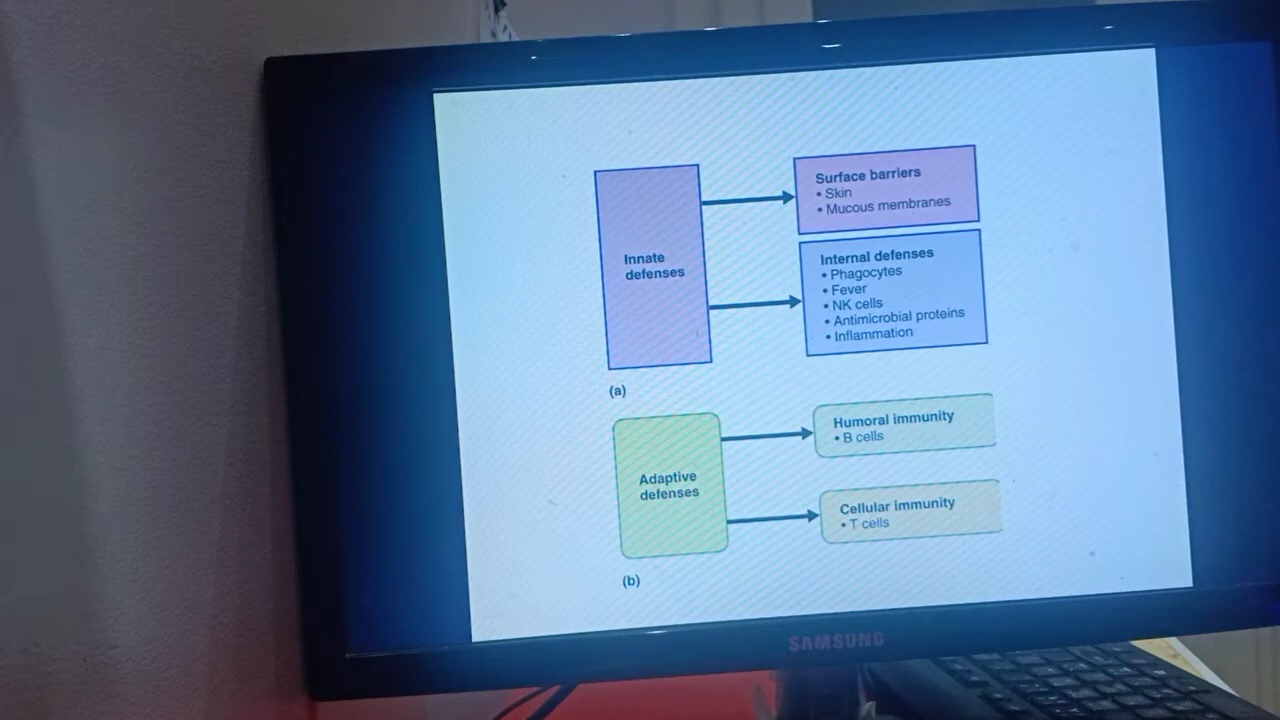 Innate
defenses
Surface barriers
• Skin
• Mucous membranes
Internal defenses
• Phagocytes
• Fever
• NK cells
• Antimicrobial proteins
• Inflammation
(a)
Adaptive
defenses
Humoral immunity
• B cells
Cellular immunity
• T cells
(b)
SAMSUNG